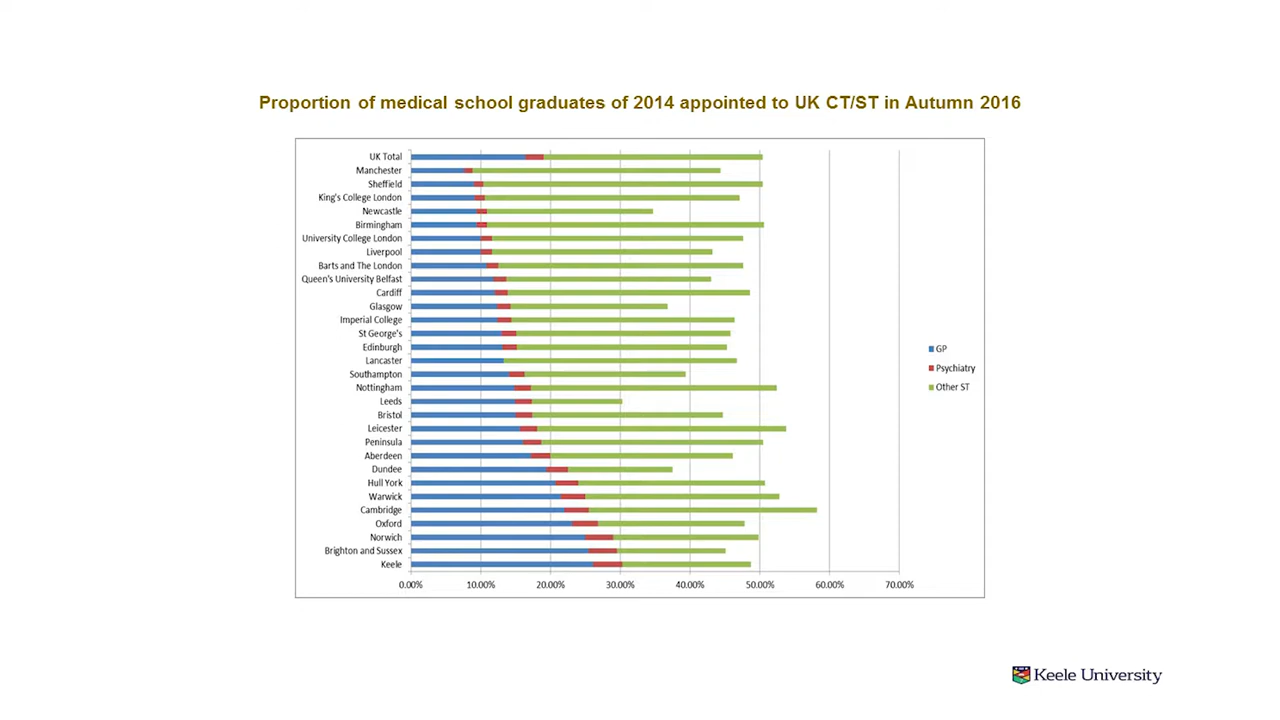 Proportion of medical school graduates of 2014 appointed to UK CT/ST in Autumn 2016
UK Total
Manchester
Sheffield
King's College London
Newcastle
Birmingham
University College London
Liverpool
Barts and The London
Queen's University Belfast
Cardiff
Glasgow
Imperial College
St George's
Edinburgh
Lancaster
Southampton
Nottingham
Leeds
Bristol
Leicester
Peninsula
Aberdeen
Dundee
Hull York
Warwick
Cambridge
Oxford
Norwich
Brighton and Sussex
Keele
0.00% 10.00% 20.00% 30.00% 40.00% 50.00% 60.00% 70.00%
GP
Psychiatry
Other ST
Keele University